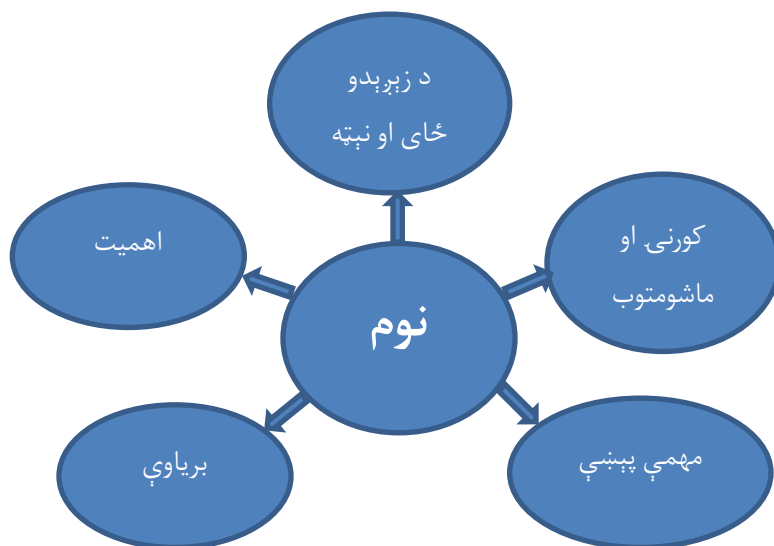 د زېږېدو
ځای او نېټه
کورنۍ او
ماشومتوب
اهمیت
نوم
مهمې پېښې
بریاوې